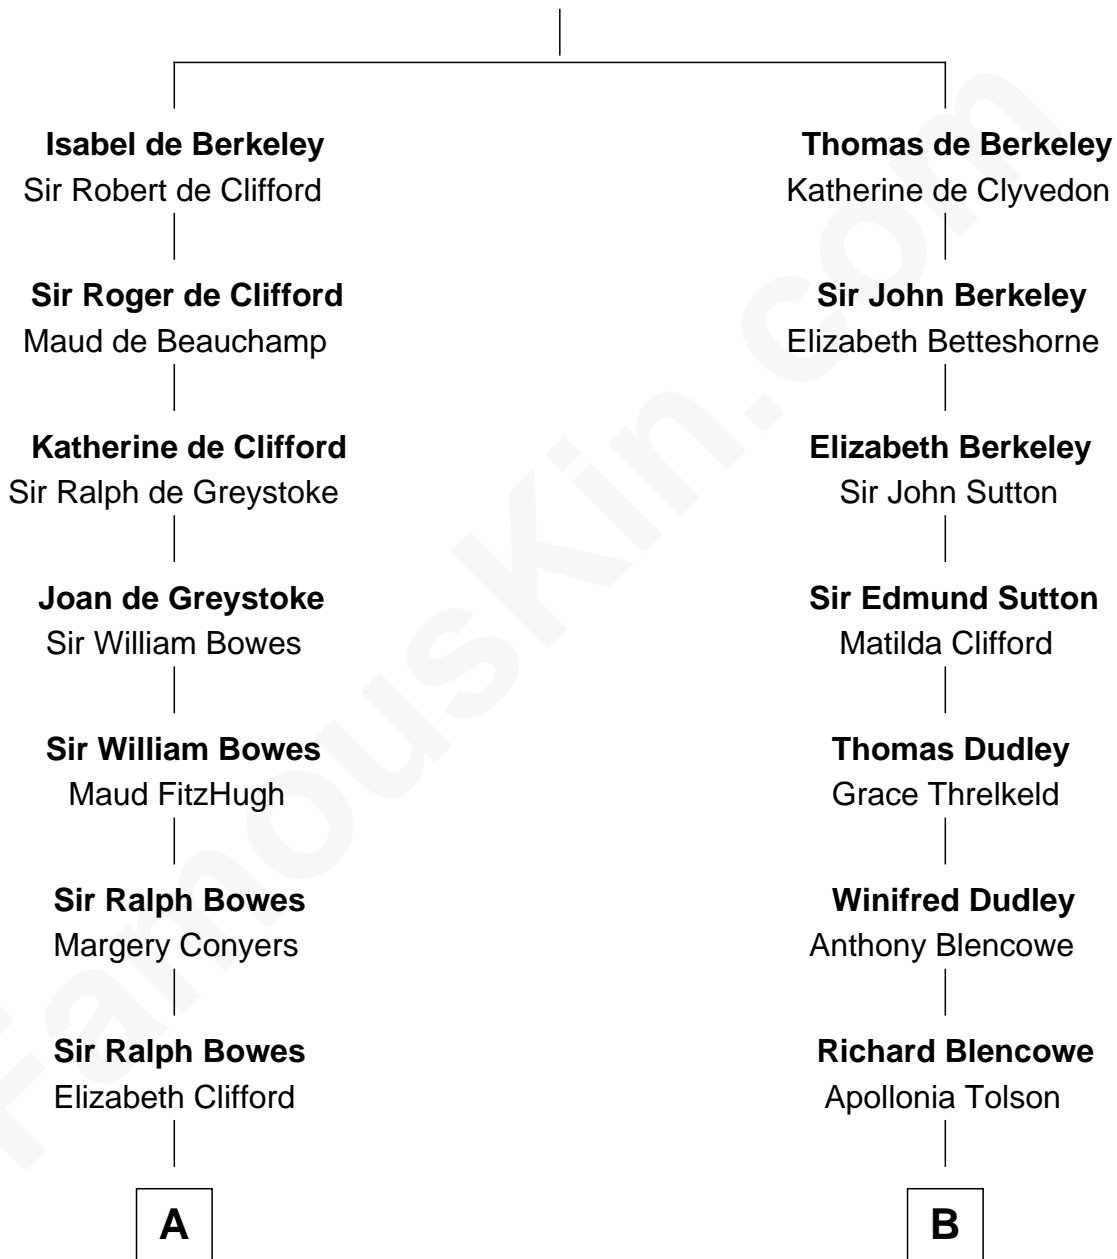 Isabel de Berkeley
Sir Robert de Clifford
Sir Roger de Clifford
Maud de Beauchamp
Katherine de Clifford
Sir Ralph de Greystoke
Joan de Greystoke
Sir William Bowes
Sir William Bowes
Maud FitzHugh
Sir Ralph Bowes
Margery Conyers
Sir Ralph Bowes
Elizabeth Clifford
A
Thomas de Berkeley
Katherine de Clyvedon
Sir John Berkeley
Elizabeth Betteshorne
Elizabeth Berkeley
Sir John Sutton
Sir Edmund Sutton
Matilda Clifford
Thomas Dudley
Grace Threlkeld
Winifred Dudley
Anthony Blencowe
Richard Blencowe
Apollonia Tolson
B
FamousKin.com